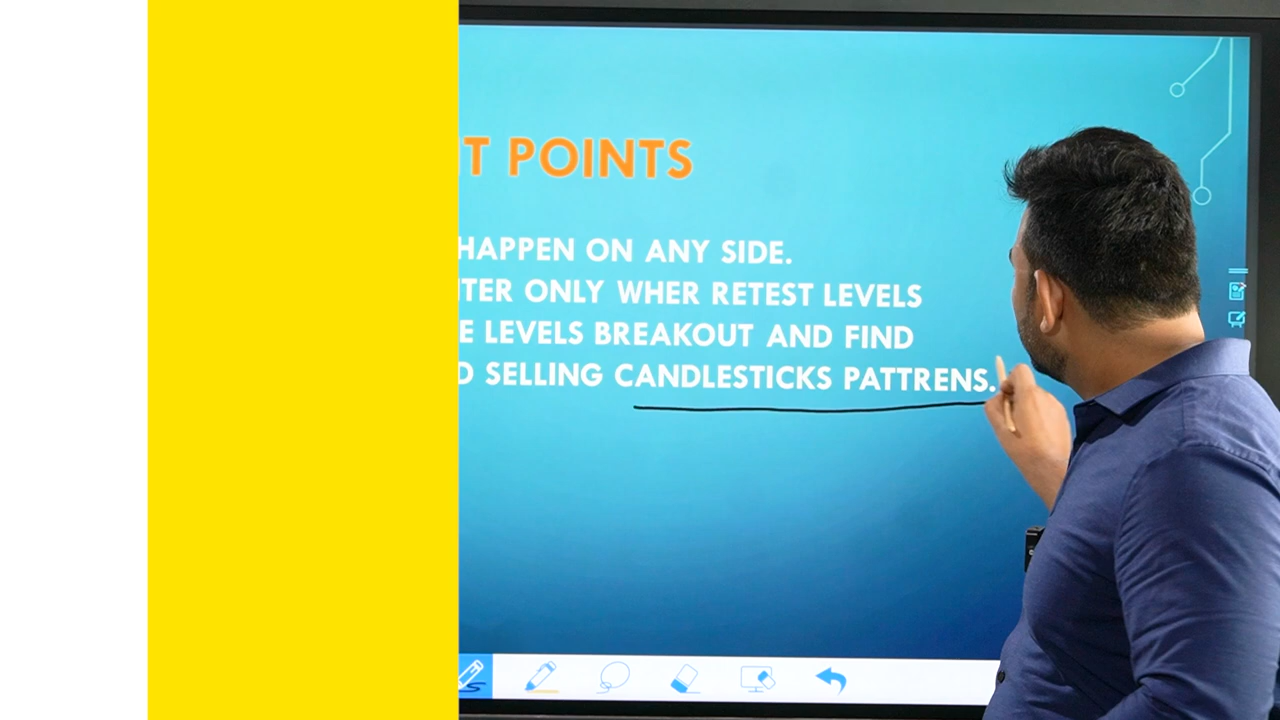 T POINTS
HAPPEN ON ANY SIDE.
TER ONLY WHER RETEST LEVELS
E LEVELS BREAKOUT AND FIND
SELLING CANDLESTICKS PATTRENS.